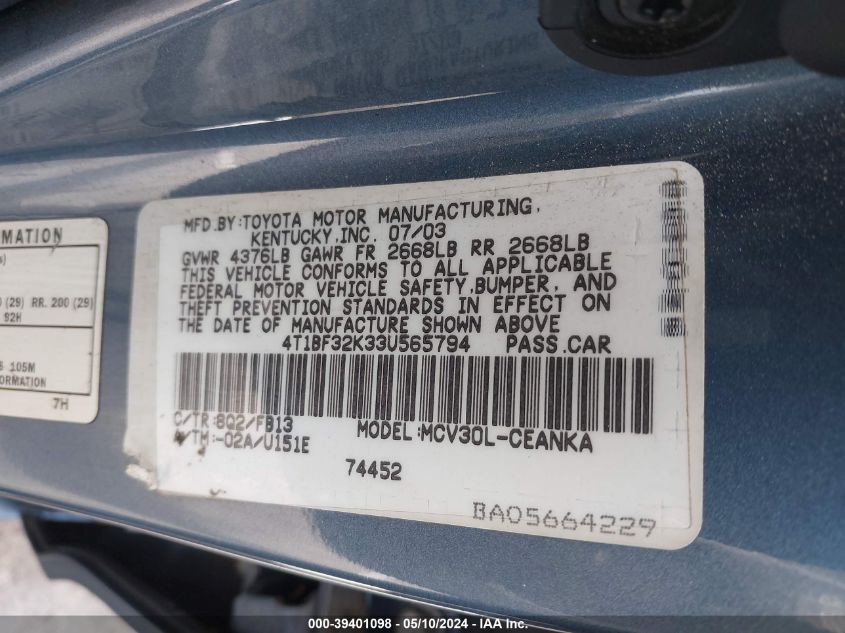 MATION
s)
0 (29) RR. 200 (29)
92H
S 105M
FORMATION
7H
MFD.BY:TOYOTA MOTOR MANUFACTURING,
KENTUCKY,INC. 07/03
GVWR 4376LB GAWR FR 2668LB RR 2668LB
THIS VEHICLE CONFORMS TO ALL APPLICABLE
FEDERAL MOTOR VEHICLE SAFETY,BUMPER, AND
THEFT PREVENTION STANDARDS IN EFFECT ON
THE DATE OF MANUFACTURE SHOWN ABOVE
4T1BF32K33U565794 PASS.CAR
C/TR:8Q2/FB13
/TM:-02A/U151E
MODEL:MCV30L-CEANKA
74452
BA05664229
000-39401098 - 05/10/2024 - IAA, Inc.